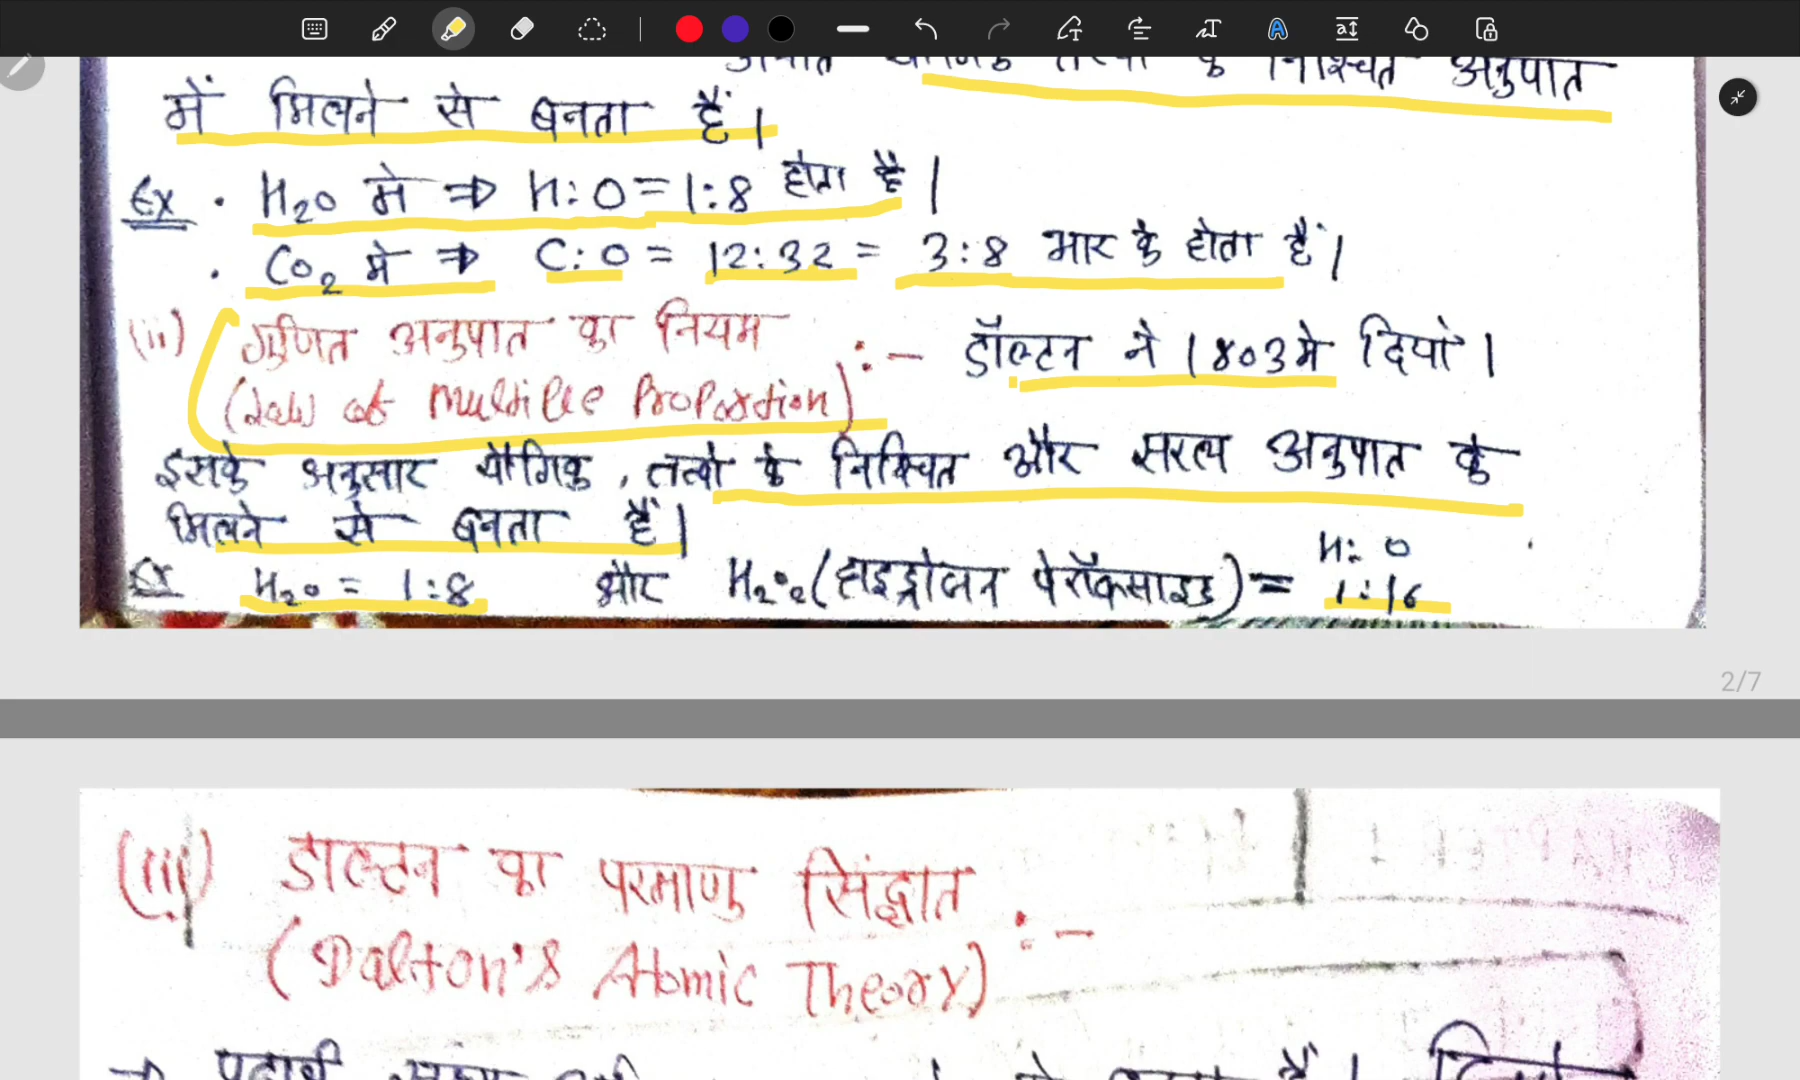 के निश्चित अनुपात
में मिलने से बनता हैं।
Ex . H2O मे ⇒ H:O = 1:8 होता है।
. CO2 मे ⇒ C:O = 12:32 = 3:8 भार के होता हैं।
(ii) गुणित अनुपात का नियम :- डॉल्टन ने 1803 मे दिया।
(Law of Multiple Proportion)
इसके अनुसार यौगिक, तत्वो के निश्चित और सरल अनुपात के
मिलने से बनता हैं।
H:O
Ex H2O = 1:8 और H2O2 (हाइड्रोजन पेरॉक्साइड) = 1:16
2/7
(iii) डाल्टन का परमाणु सिंद्धात :-
(Dalton's Atomic Theory)